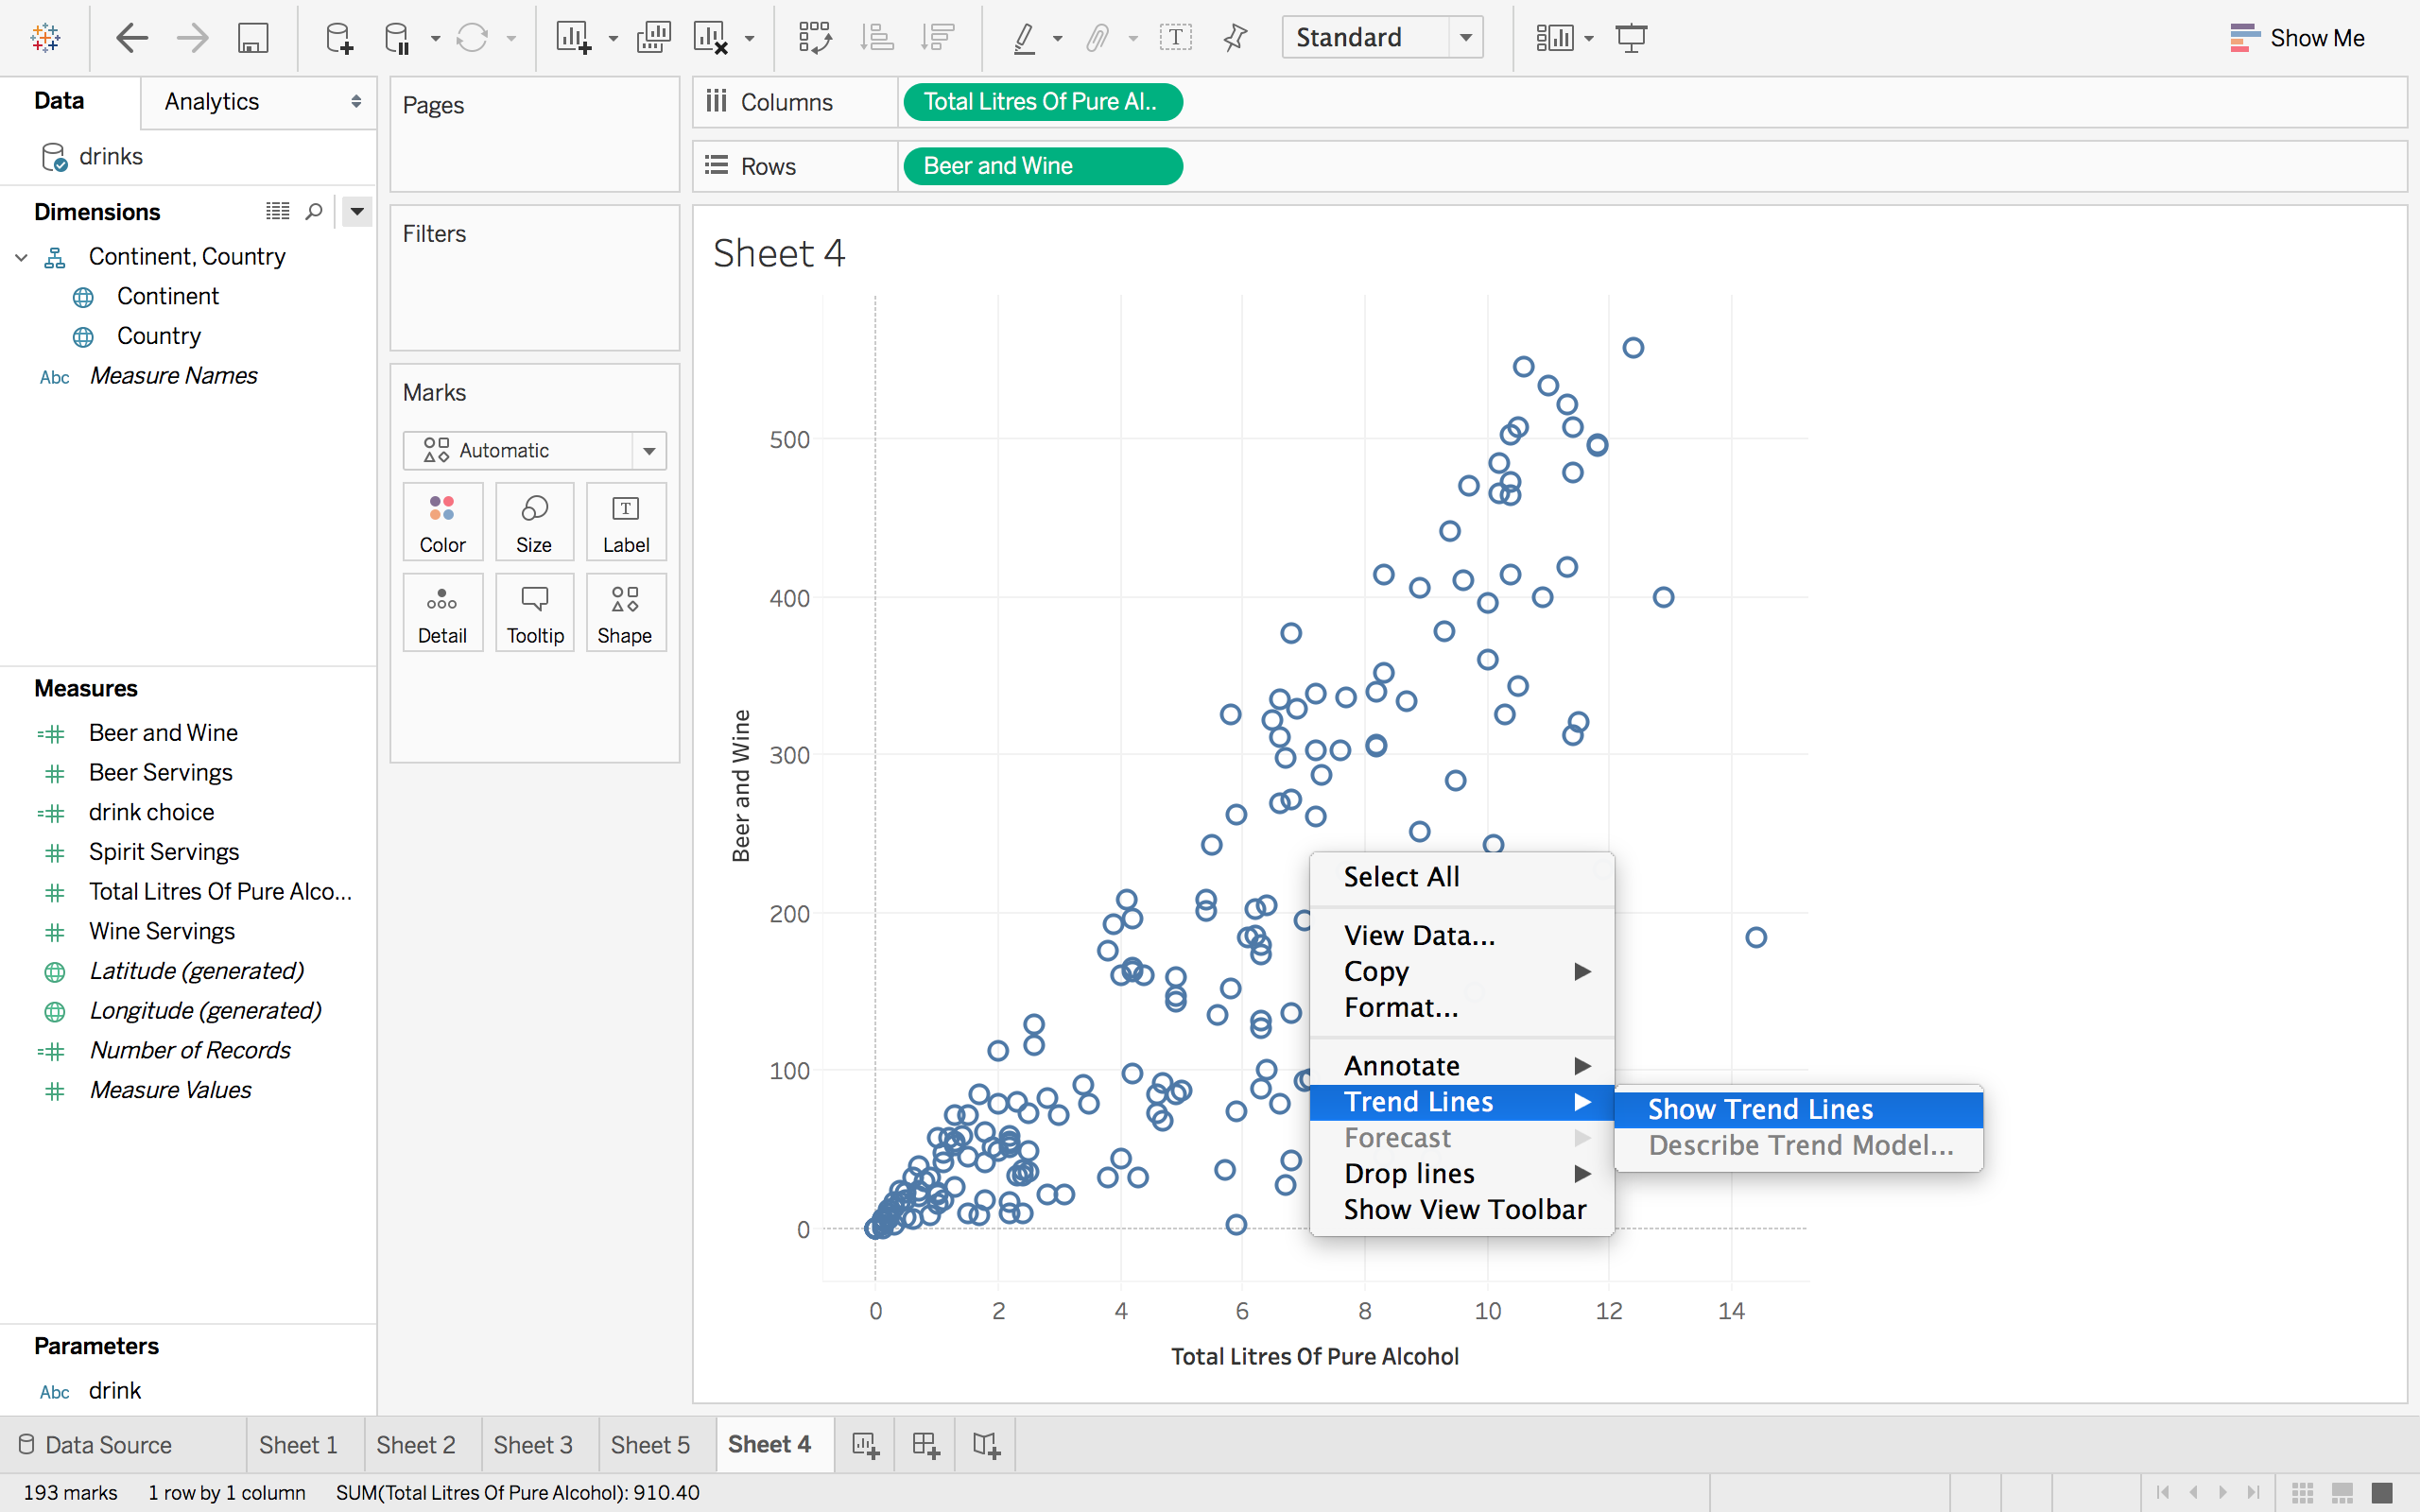 Standard
Show Me
Data
Analytics
drinks
Dimensions
Continent, Country
Continent
Country
Abc Measure Names
Measures
Beer and Wine
Beer Servings
drink choice
Spirit Servings
Total Litres Of Pure Alco...
Wine Servings
Latitude (generated)
Longitude (generated)
Number of Records
Measure Values
Parameters
Abc drink
Pages
Filters
Marks
Automatic
Color
Size
Label
Detail
Tooltip
Shape
Columns
Total Litres Of Pure Al..
Rows
Beer and Wine
Sheet 4
500
400
300
200
100
0
Beer and Wine
0 2 4 6 8 10 12 14
Total Litres Of Pure Alcohol
Select All
View Data...
Copy
Format...
Annotate
Trend Lines
Forecast
Drop lines
Show View Toolbar
Show Trend Lines
Describe Trend Model...
Data Source
Sheet 1
Sheet 2
Sheet 3
Sheet 5
Sheet 4
193 marks
1 row by 1 column
SUM(Total Litres Of Pure Alcohol): 910.40